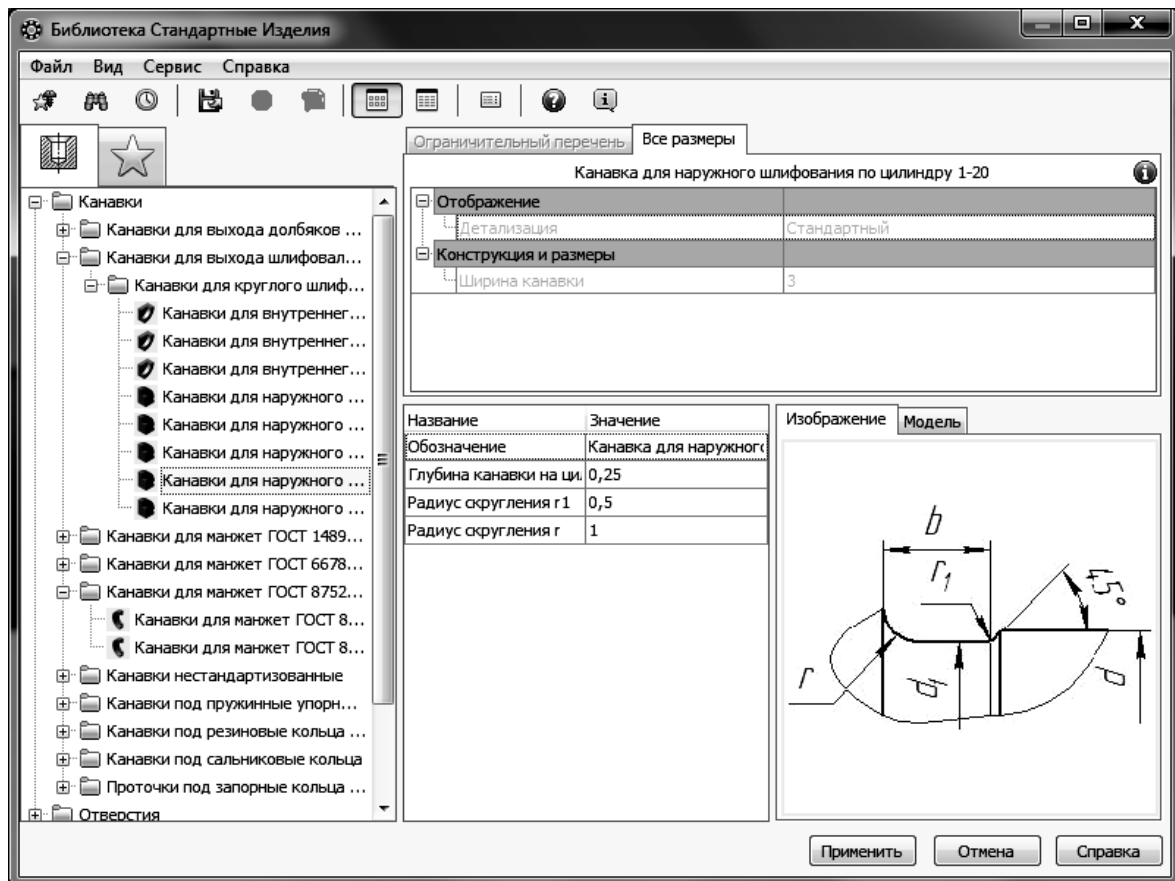 Библиотека Стандартные Изделия
Файл Вид Сервис Справка
Ограничительный перечень Все размеры
Канавка для наружного шлифования по цилиндру 1-20
Отображение
Детализация Стандартный
Конструкция и размеры
Ширина канавки 3
Канавки
Канавки для выхода долбяков ...
Канавки для выхода шлифовал...
Канавки для круглого шлиф...
Канавки для внутреннег...
Канавки для внутреннег...
Канавки для внутреннег...
Канавки для наружного ...
Канавки для наружного ...
Канавки для наружного ...
Канавки для наружного ...
Канавки для наружного ...
Канавки для манжет ГОСТ 1489...
Канавки для манжет ГОСТ 6678...
Канавки для манжет ГОСТ 8752...
Канавки для манжет ГОСТ 8...
Канавки для манжет ГОСТ 8...
Канавки нестандартизованные
Канавки под пружинные упорн...
Канавки под резиновые кольца ...
Канавки под сальниковые кольца
Проточки под запорные кольца ...
Отверстия
Название Значение
Обозначение Канавка для наружного
Глубина канавки на ци. 0,25
Радиус скругления r1 0,5
Радиус скругления r 1
Изображение Модель
b
r₁
45°
r
d₁
d
Применить Отмена Справка